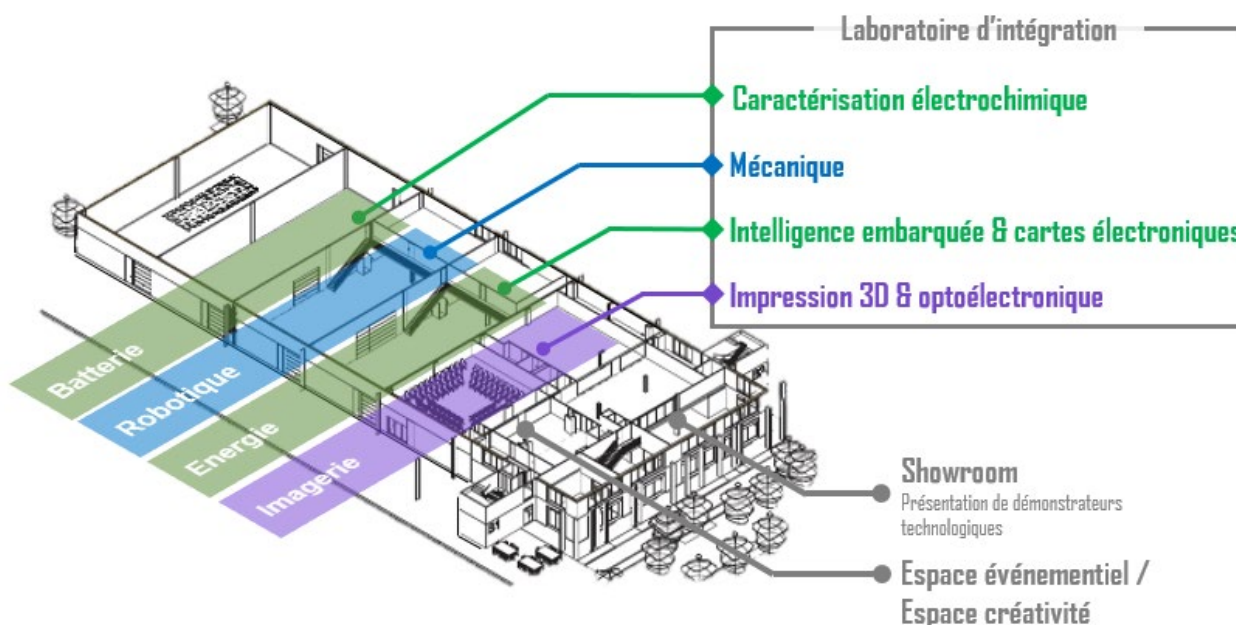 Laboratoire d'intégration
Caractérisation électrochimique
Mécanique
Intelligence embarquée & cartes électroniques
Impression 3D & optoélectronique
Batterie
Robotique
Energie
Imagerie
Showroom
Présentation de démonstrateurs
technologiques
Espace événementiel /
Espace créativité